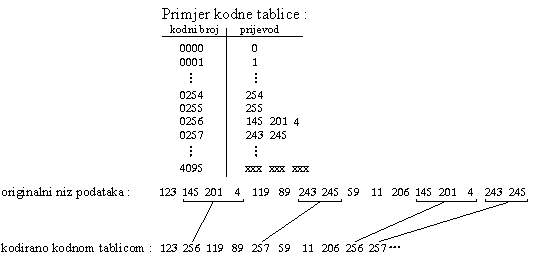 Primjer kodne tablice :
kodni broj prijevod
0000 0
0001 1
⋮ ⋮
0254 254
0255 255
0256 145 201 4
0257 243 245
⋮ ⋮
4095 xxx xxx xxx
originalni niz podataka : 123 145 201 4 119 89 243 245 59 11 206 145 201 4 243 245
kodirano kodnom tablicom : 123 256 119 89 257 59 11 206 256 257 ...